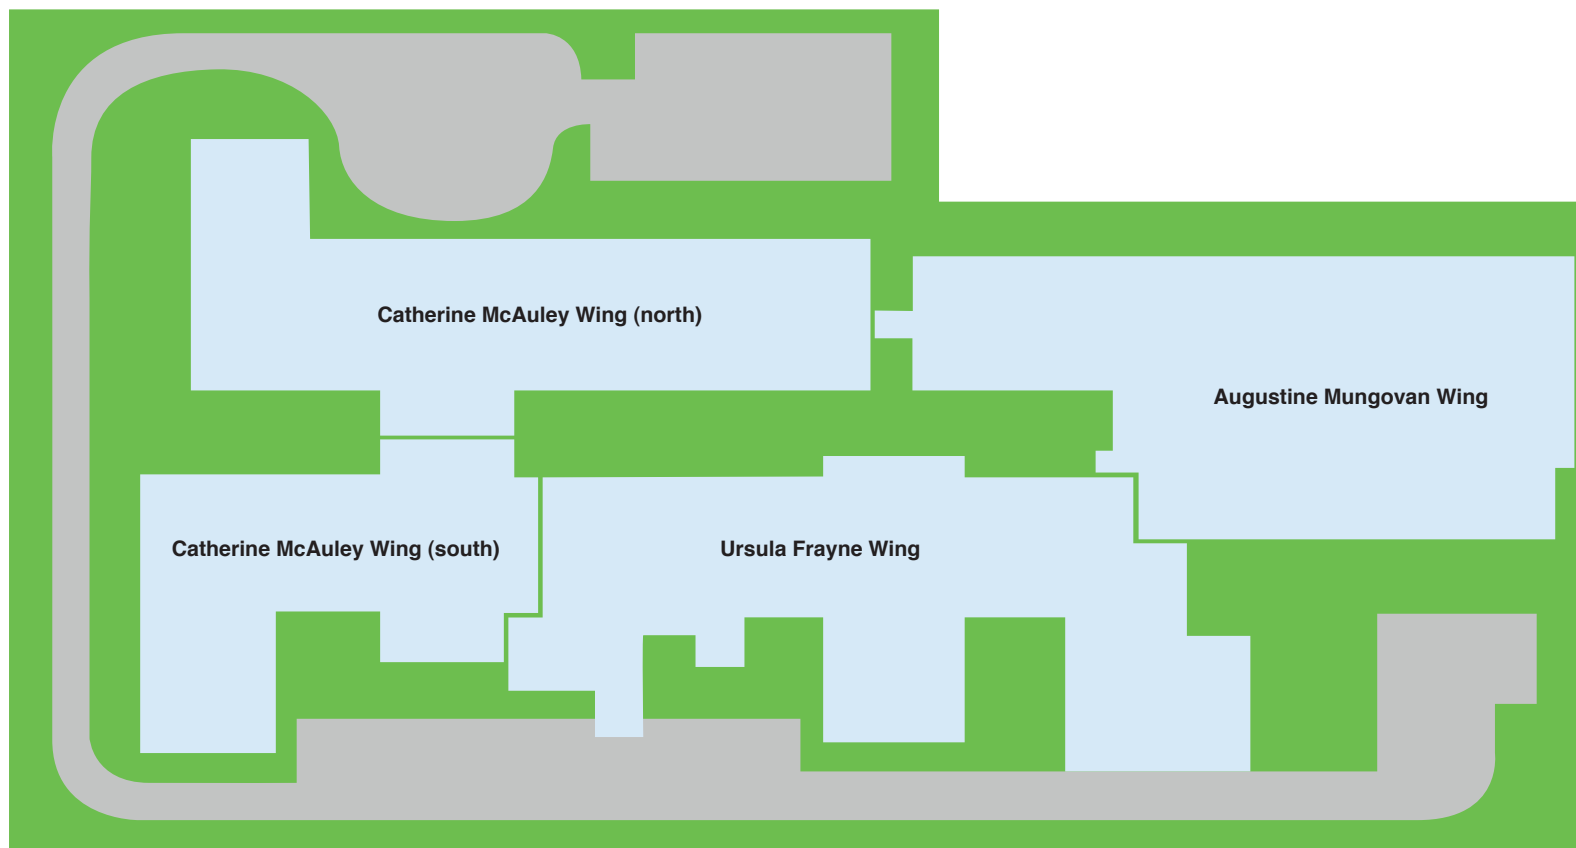 Catherine McAuley Wing (north)
Augustine Mungovan Wing
Catherine McAuley Wing (south)
Ursula Frayne Wing